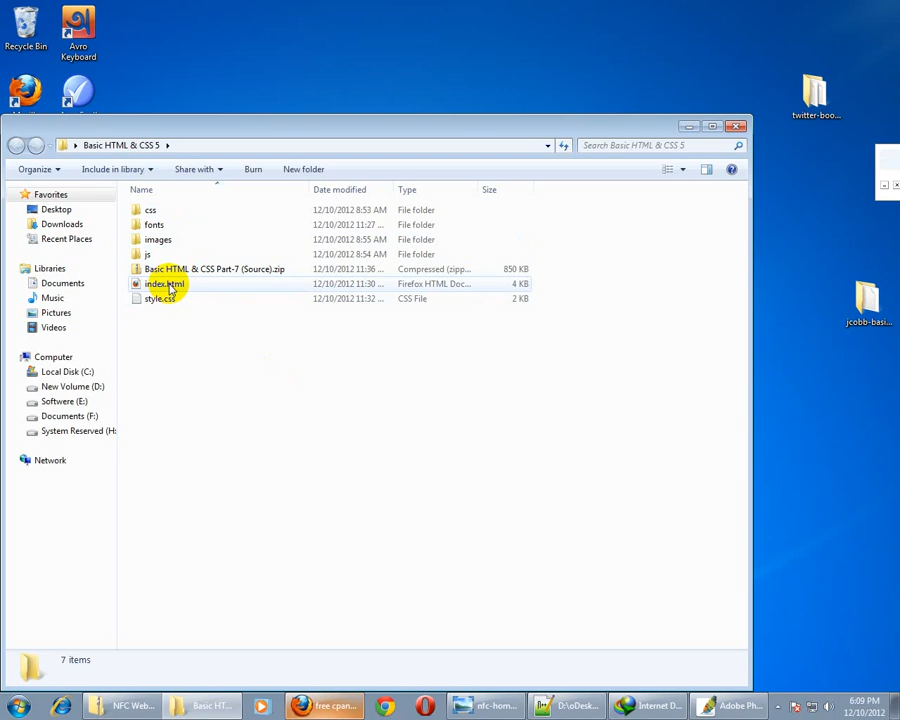 Recycle Bin
Avro
Keyboard
twitter-boo...
Basic HTML & CSS 5
Search Basic HTML & CSS 5
Organize
Include in library
Share with
Burn
New folder
Favorites
Desktop
Downloads
Recent Places
Libraries
Documents
Music
Pictures
Videos
Computer
Local Disk (C:)
New Volume (D:)
Softwere (E:)
Documents (F:)
System Reserved (H:
Network
Name Date modified Type Size
css 12/10/2012 8:53 AM File folder
fonts 12/10/2012 11:27 ... File folder
images 12/10/2012 8:55 AM File folder
js 12/10/2012 8:54 AM File folder
Basic HTML & CSS Part-7 (Source).zip 12/10/2012 11:36 ... Compressed (zipp... 850 KB
index.html 12/10/2012 11:30 ... Firefox HTML Doc... 4 KB
style.css 12/10/2012 11:32 ... CSS File 2 KB
jcobb-basi...
7 items
NFC Web...
Basic HT...
free cpan...
nfc-hom...
D:\oDesk...
Internet D...
Adobe Ph...
6:09 PM
12/10/2012